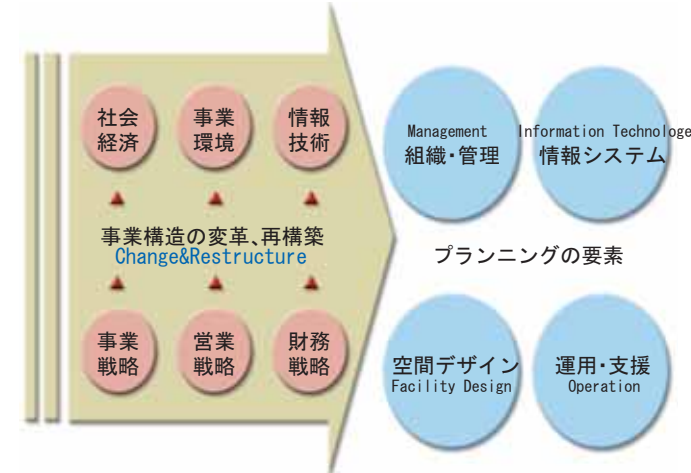 社会
経済
事業
環境
情報
技術
事業構造の変革、再構築
Change&Restructure
事業
戦略
営業
戦略
財務
戦略
Management
組織・管理
Information Technologe
情報システム
プランニングの要素
空間デザイン
Facility Design
運用・支援
Operation